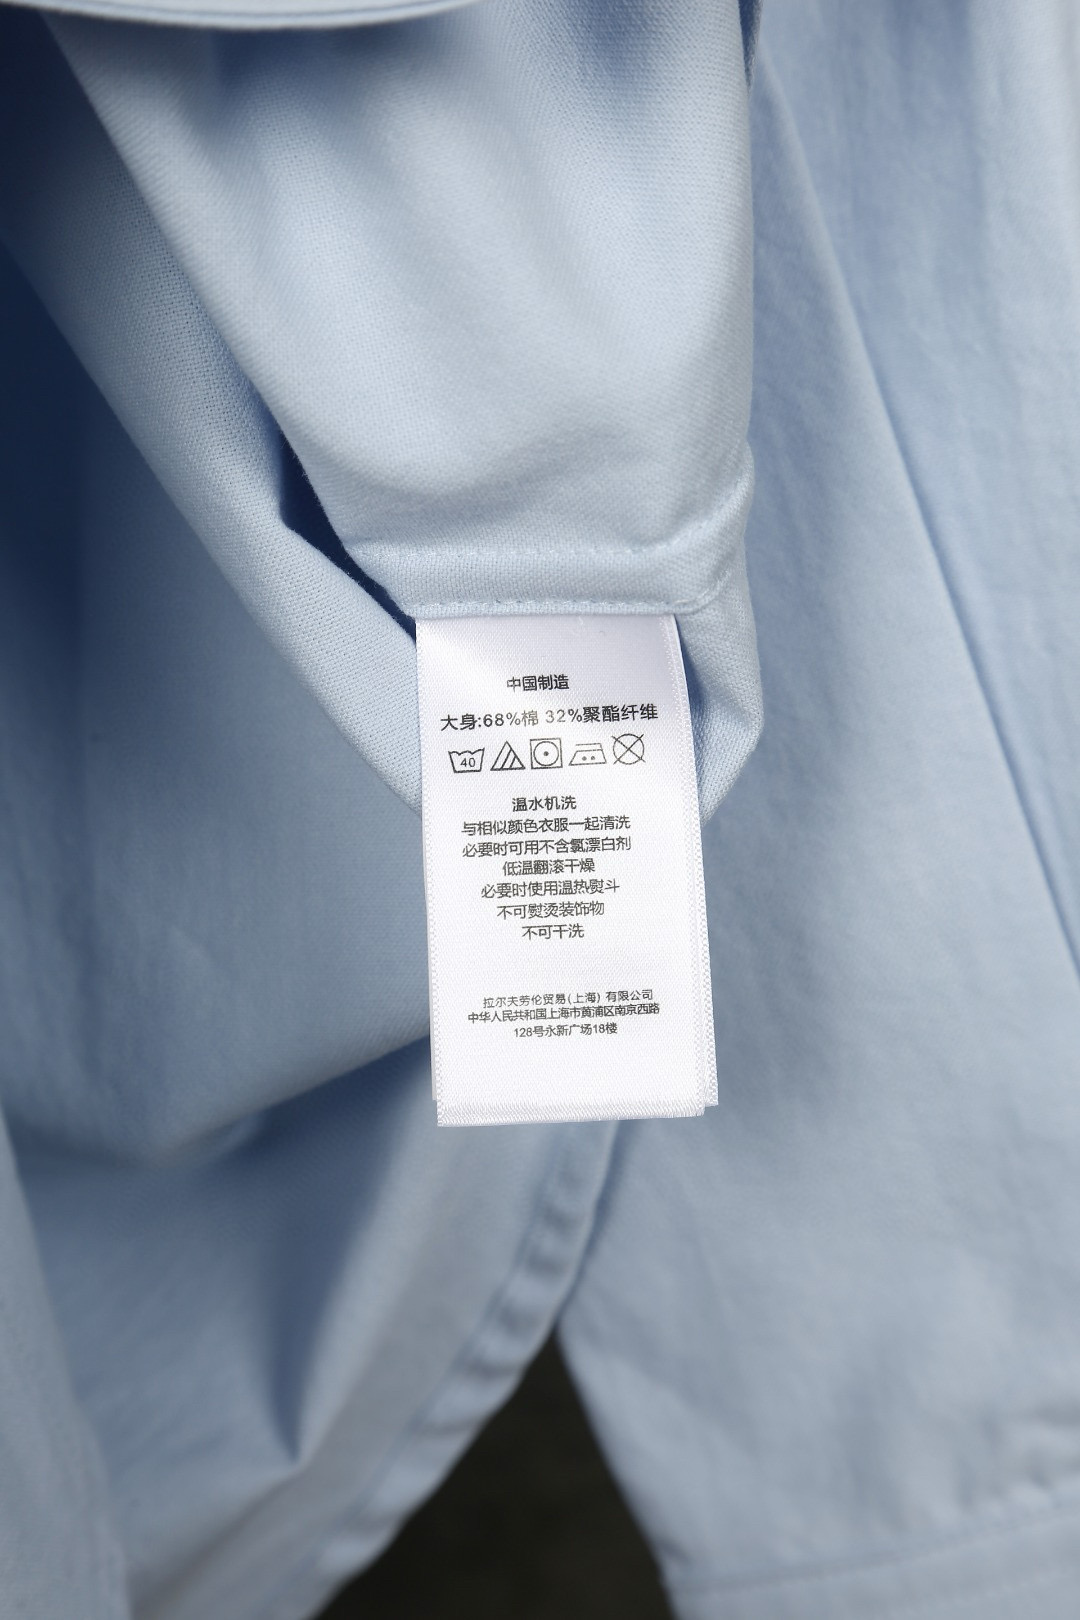 中国制造
大身:68%棉 32%聚酯纤维
40
温水机洗
与相似颜色衣服一起清洗
必要时可用不含氯漂白剂
低温翻滚干燥
必要时使用温热熨斗
不可熨烫装饰物
不可干洗
拉尔夫劳伦贸易(上海) 有限公司
中华人民共和国上海市黄浦区南京西路
128号永新广场18楼